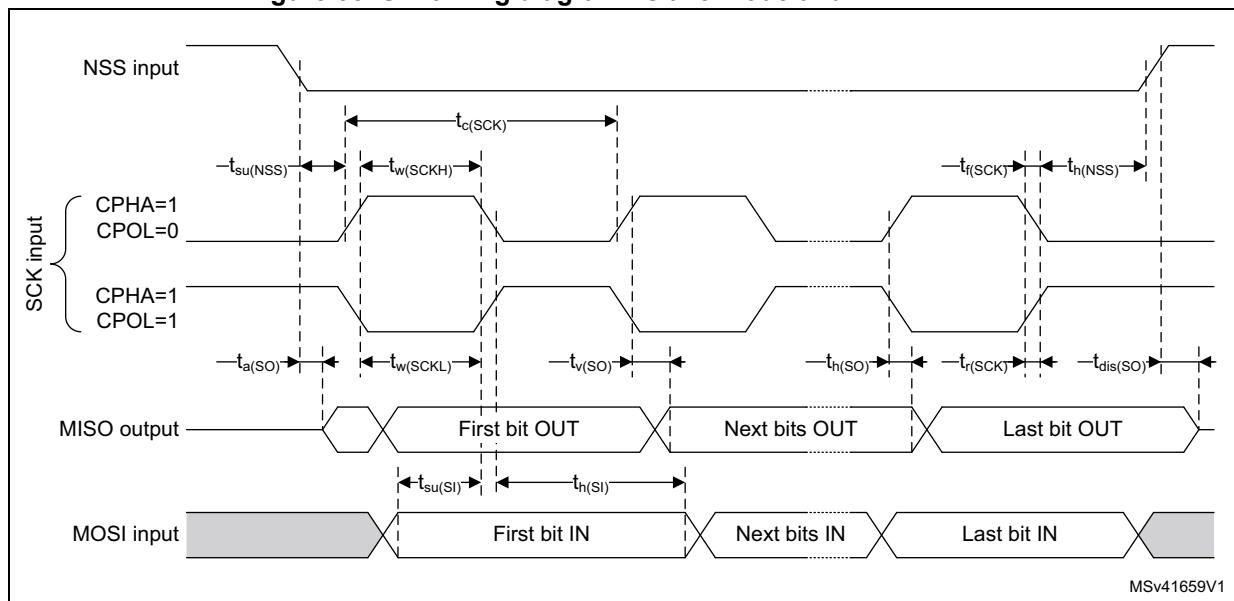 NSS input
tc(SCK)
tsu(NSS) tw(SCKH) tf(SCK) th(NSS)
SCK input
CPHA=1
CPOL=0
CPHA=1
CPOL=1
ta(SO) tw(SCKL) tv(SO) th(SO) tr(SCK) tdis(SO)
MISO output First bit OUT Next bits OUT Last bit OUT
tsu(SI) th(SI)
MOSI input First bit IN Next bits IN Last bit IN
MSv41659V1